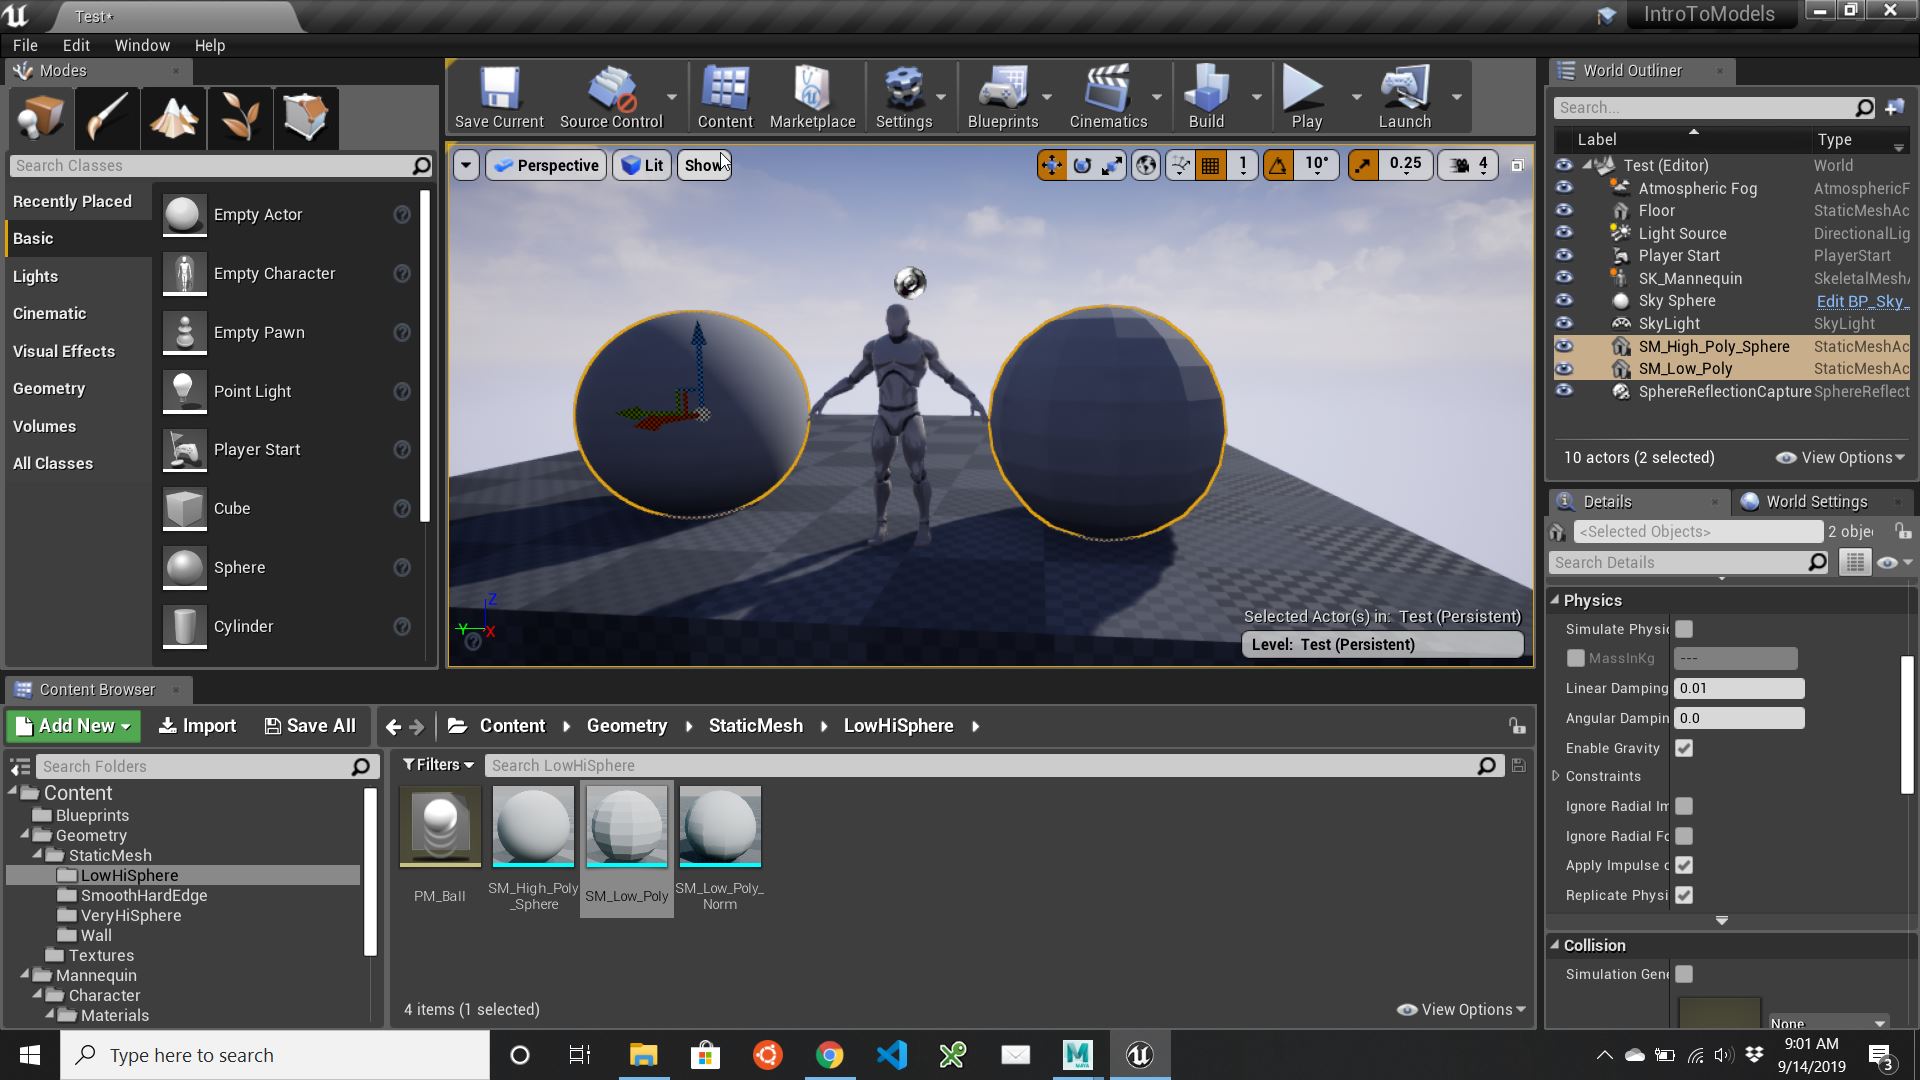 Test*
IntroToModels
File Edit Window Help
Modes
Search Classes
Recently Placed
Basic
Lights
Cinematic
Visual Effects
Geometry
Volumes
All Classes
Empty Actor
Empty Character
Empty Pawn
Point Light
Player Start
Cube
Sphere
Cylinder
Save Current
Source Control
Content
Marketplace
Settings
Blueprints
Cinematics
Build
Play
Launch
Perspective
Lit
Show
1
10°
0.25
4
Z
Y
X
Selected Actor(s) in: Test (Persistent)
Level: Test (Persistent)
World Outliner
Search...
Label Type
Test (Editor) World
Atmospheric Fog AtmosphericF
Floor StaticMeshAc
Light Source DirectionalLig
Player Start PlayerStart
SK_Mannequin SkeletalMesh
Sky Sphere Edit BP_Sky_
SkyLight SkyLight
SM_High_Poly_Sphere StaticMeshAc
SM_Low_Poly StaticMeshAc
SphereReflectionCapture SphereReflect
10 actors (2 selected)
View Options
Details
World Settings
<Selected Objects>
2 obje
Search Details
Physics
Simulate Physic
MassInKg ---
Linear Damping 0.01
Angular Dampin 0.0
Enable Gravity
Constraints
Ignore Radial Im
Ignore Radial Fo
Apply Impulse o
Replicate Physi
Collision
Simulation Gene
None
Content Browser
Add New
Import
Save All
Content
Geometry
StaticMesh
LowHiSphere
Search Folders
Filters
Search LowHiSphere
Content
Blueprints
Geometry
StaticMesh
LowHiSphere
SmoothHardEdge
VeryHiSphere
Wall
Textures
Mannequin
Character
Materials
PM_Ball
SM_High_Poly
_Sphere
SM_Low_Poly
SM_Low_Poly_
Norm
4 items (1 selected)
View Options
Type here to search
9:01 AM
9/14/2019
3